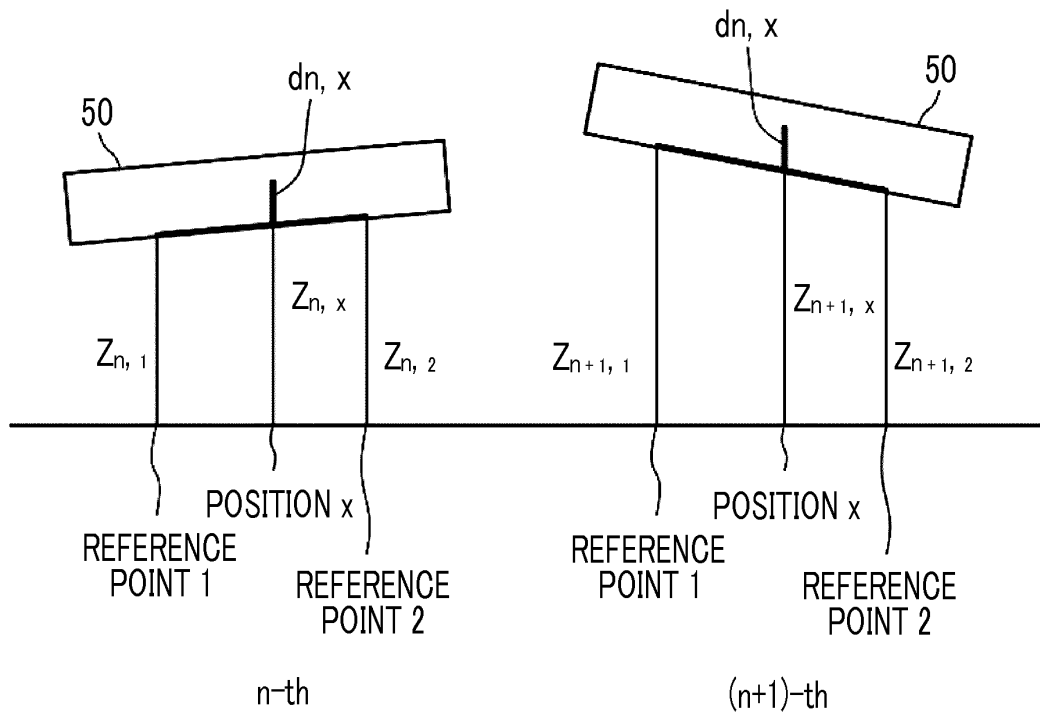 dn, x
50
Zn, x
Zn, 1
Zn, 2
POSITION x
REFERENCE
POINT 1
REFERENCE
POINT 2
n-th
dn, x
50
Zn+1, x
Zn+1, 1
Zn+1, 2
POSITION x
REFERENCE
POINT 1
REFERENCE
POINT 2
(n+1)-th